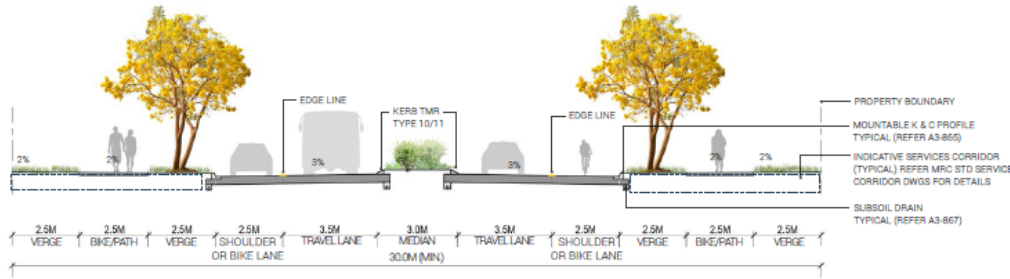 EDGE LINE
KERB TMR
TYPE 10/11
EDGE LINE
PROPERTY BOUNDARY
MOUNTABLE K & C PROFILE
TYPICAL (REFER A3-865)
INDICATIVE SERVICES CORRIDOR
(TYPICAL) REFER MRC STD SERVICE
CORRIDOR DWGS FOR DETAILS
SUBSOIL DRAIN
TYPICAL (REFER A3-867)
2% 2% 3% 3% 2% 2%
2.5M 2.5M 2.5M 2.5M 3.5M 3.0M 3.5M 2.5M 2.5M 2.5M 2.5M
VERGE BIKE/PATH VERGE SHOULDER TRAVEL LANE MEDIAN TRAVEL LANE SHOULDER VERGE BIKE/PATH VERGE
OR BIKE LANE OR BIKE LANE
30.0M (MIN.)